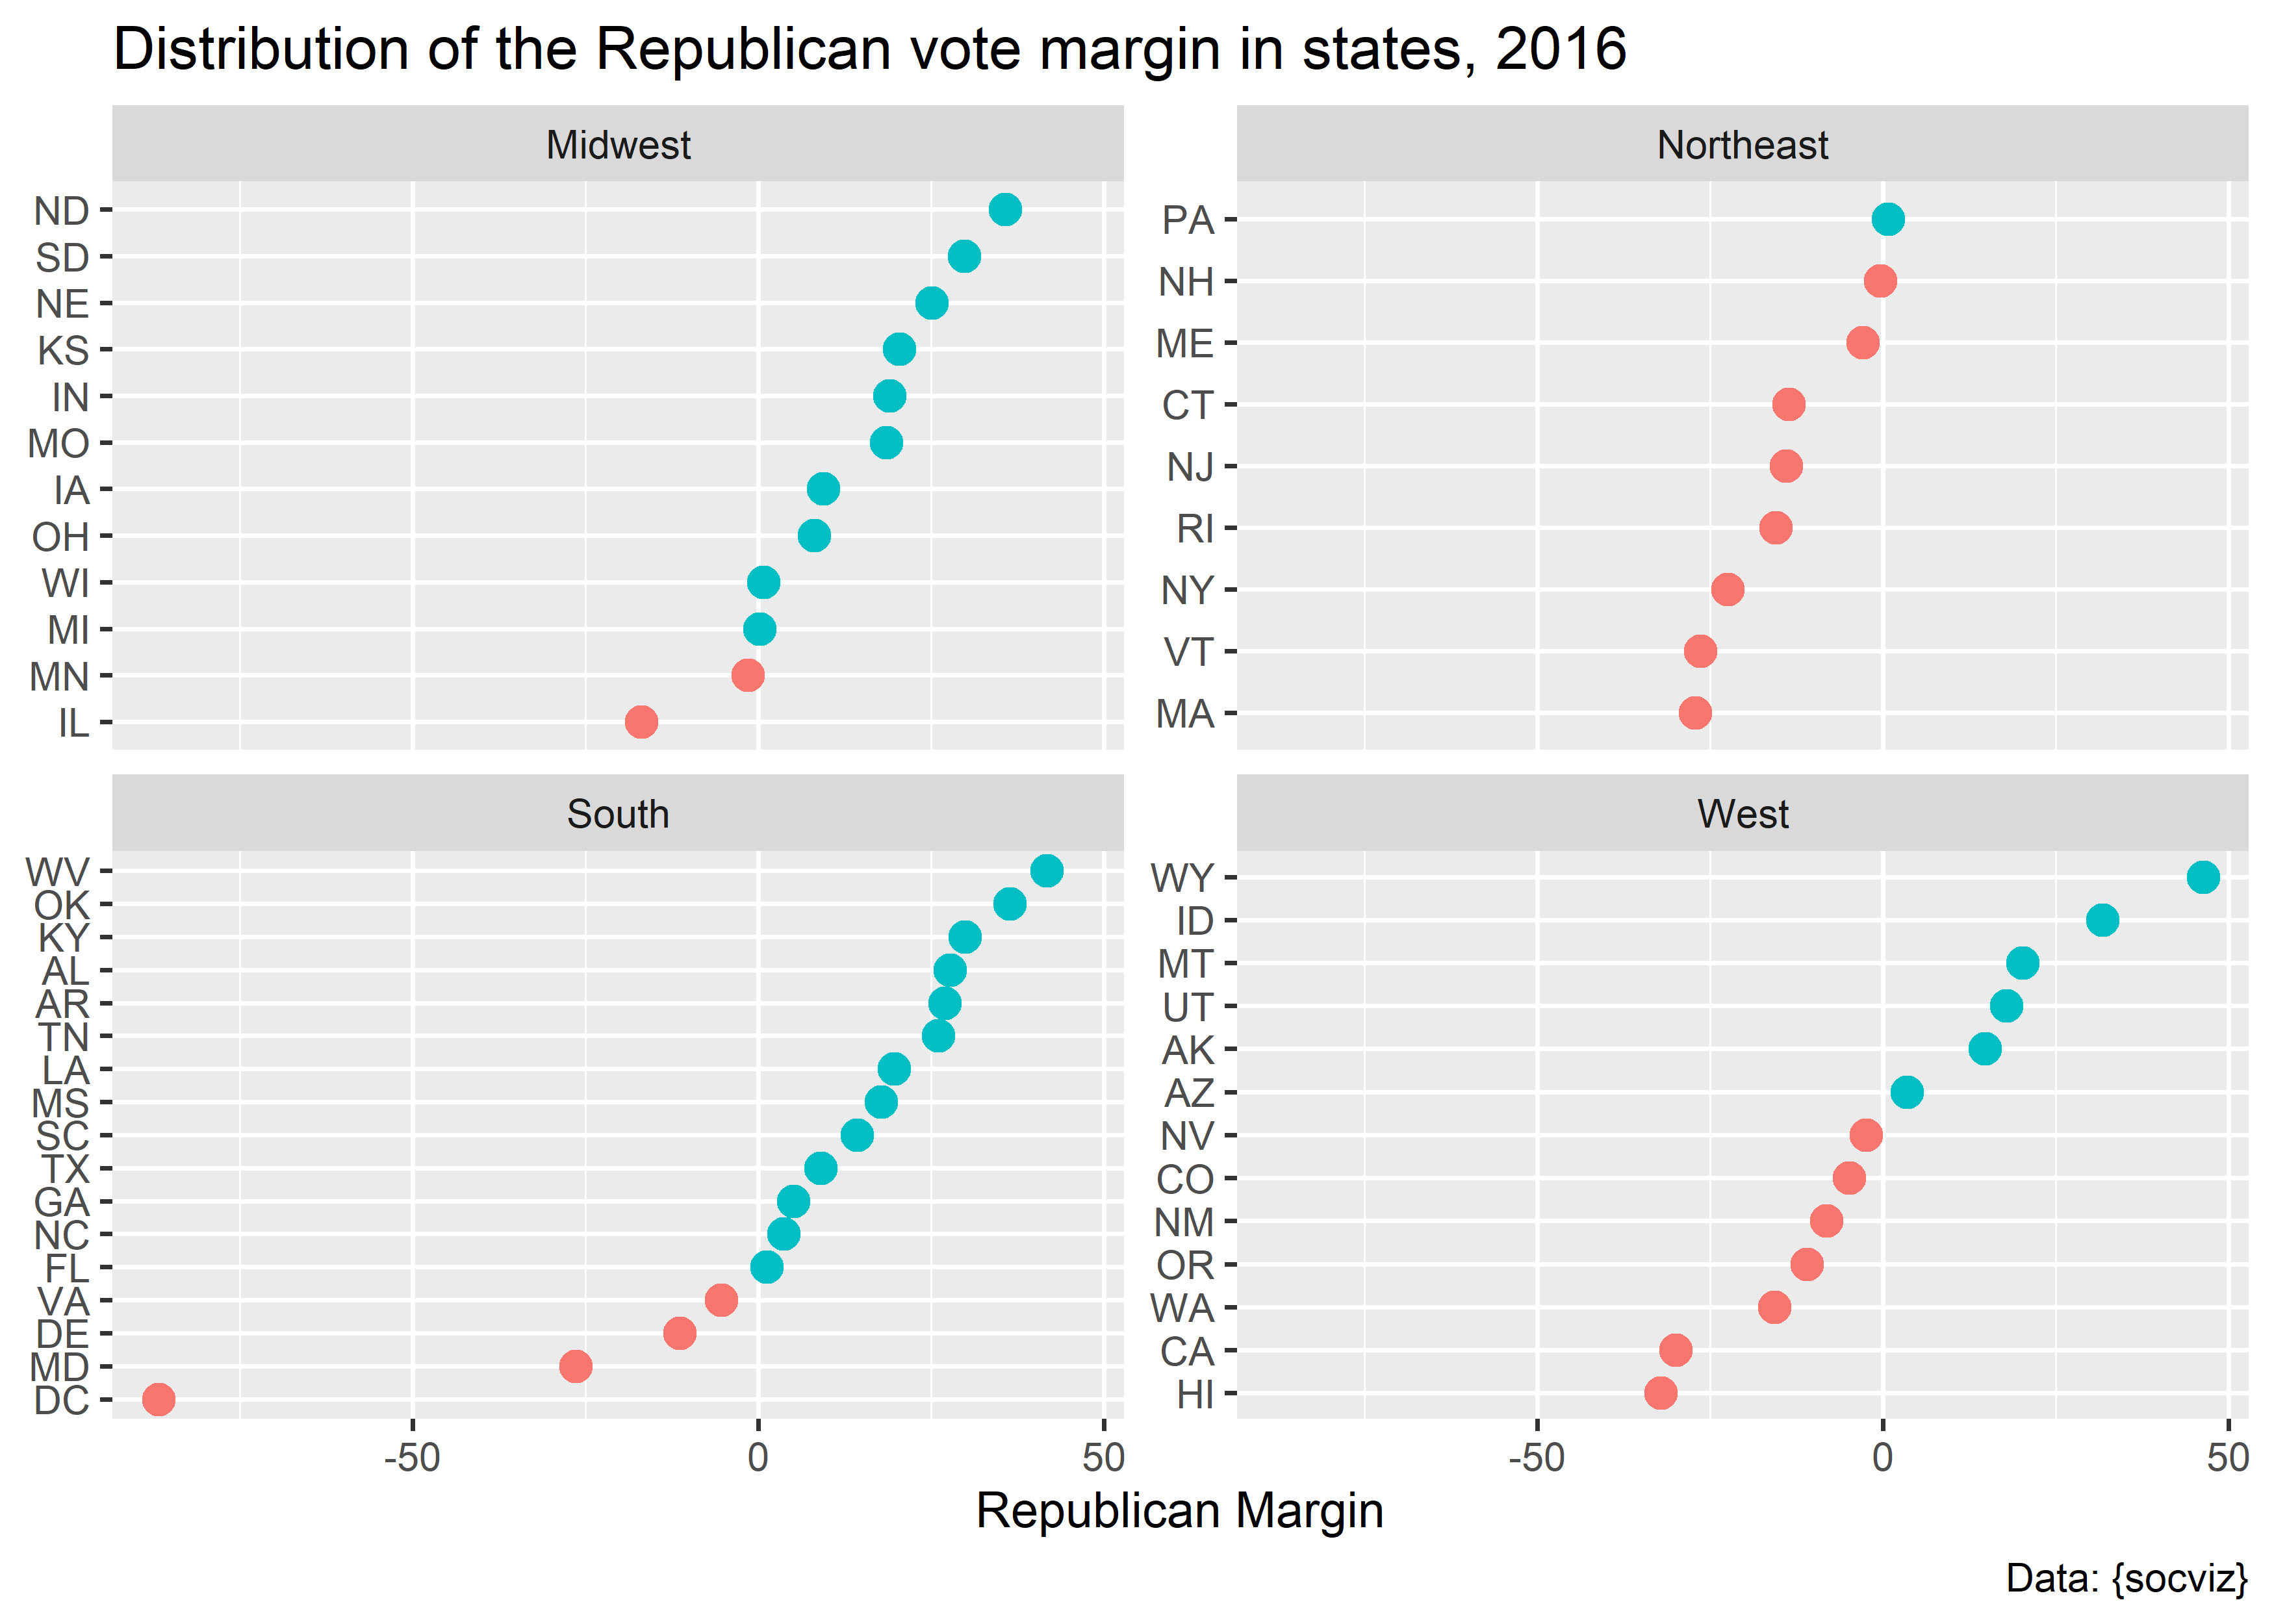 Distribution of the Republican vote margin in states, 2016
Midwest
ND
SD
NE
KS
IN
MO
IA
OH
WI
MI
MN
IL
Northeast
PA
NH
ME
CT
NJ
RI
NY
VT
MA
South
WV
OK
KY
AL
AR
TN
LA
MS
SC
TX
GA
NC
FL
VA
DE
MD
DC
-50 0 50
West
WY
ID
MT
UT
AK
AZ
NV
CO
NM
OR
WA
CA
HI
-50 0 50
Republican Margin
Data: {socviz}